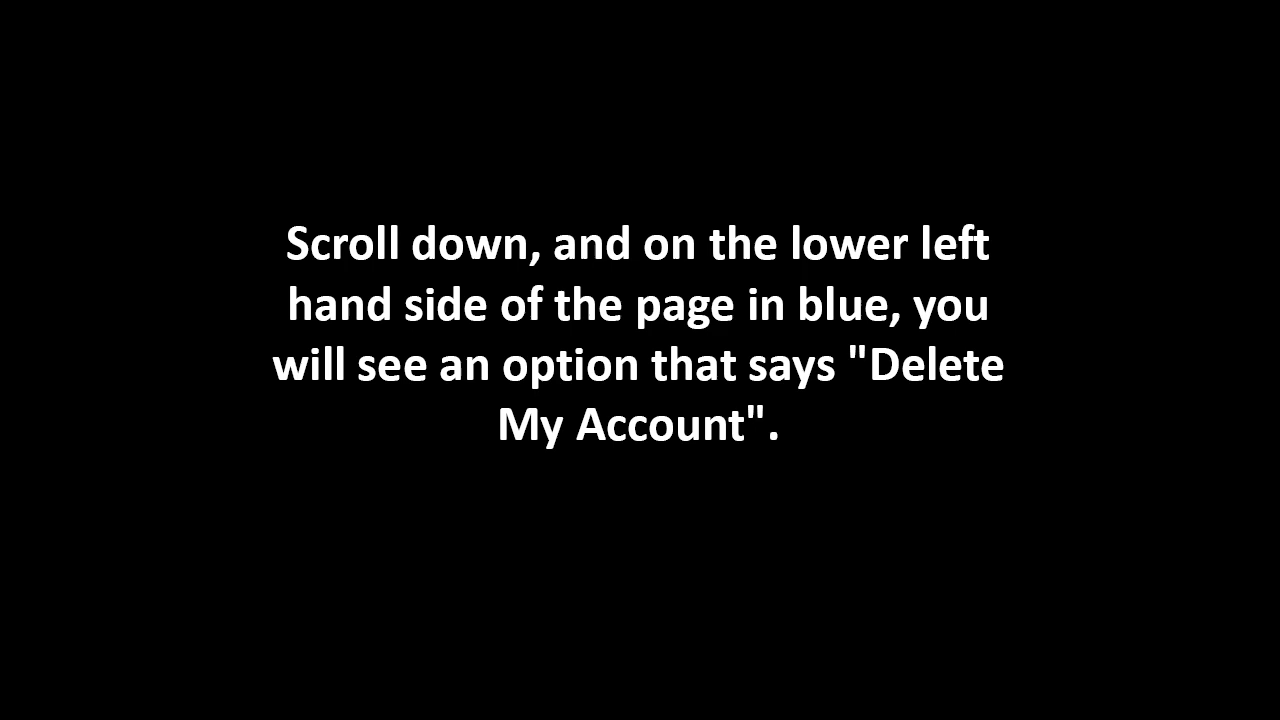 Scroll down, and on the lower left
hand side of the page in blue, you
will see an option that says "Delete
My Account".